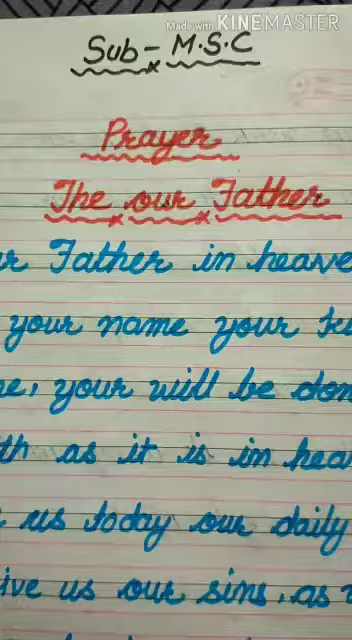 Made with KINEMASTER
Sub - M.S.C
Prayer
The our Father
r Father in heave
your name your
e, your will be don
th as it is in hea
us today our daily
ive us our sins, as